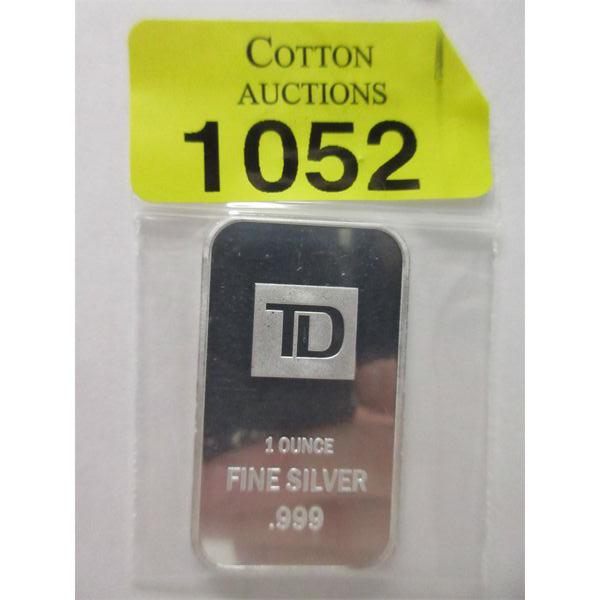 COTTON
AUCTIONS
1052
TD
1 OUNCE
FINE SILVER
.999